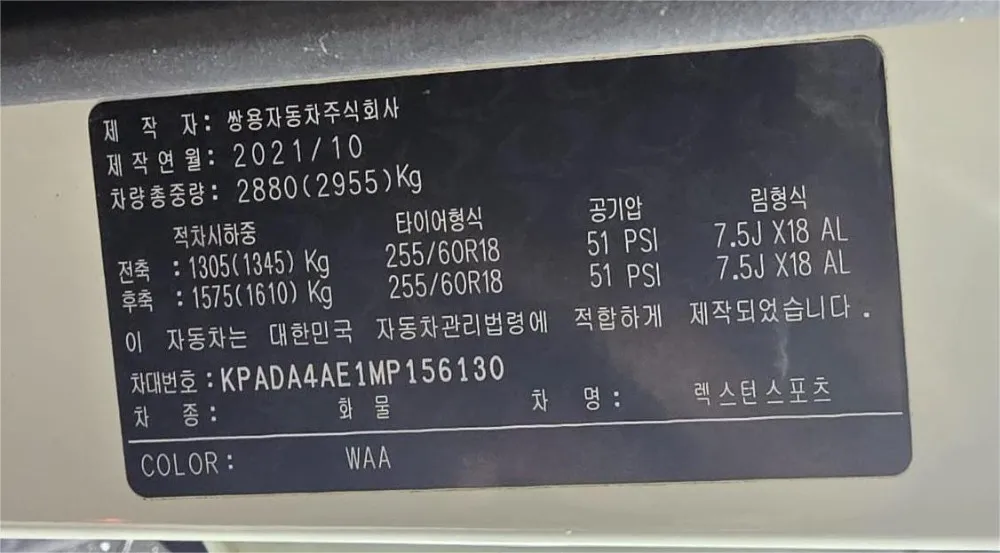 제 작 자: 쌍용자동차주식회사
제작연월: 2021/10
차량총중량: 2880(2955)Kg
적차시하중 타이어형식 공기압 림형식
전축 : 1305(1345) Kg 255/60R18 51 PSI 7.5J X18 AL
후축 : 1575(1610) Kg 255/60R18 51 PSI 7.5J X18 AL
이 자동차는 대한민국 자동차관리법령에 적합하게 제작되었습니다.
차대번호: KPADA4AE1MP156130
차 종: 화 물 차 명: 렉스턴스포츠
COLOR: WAA